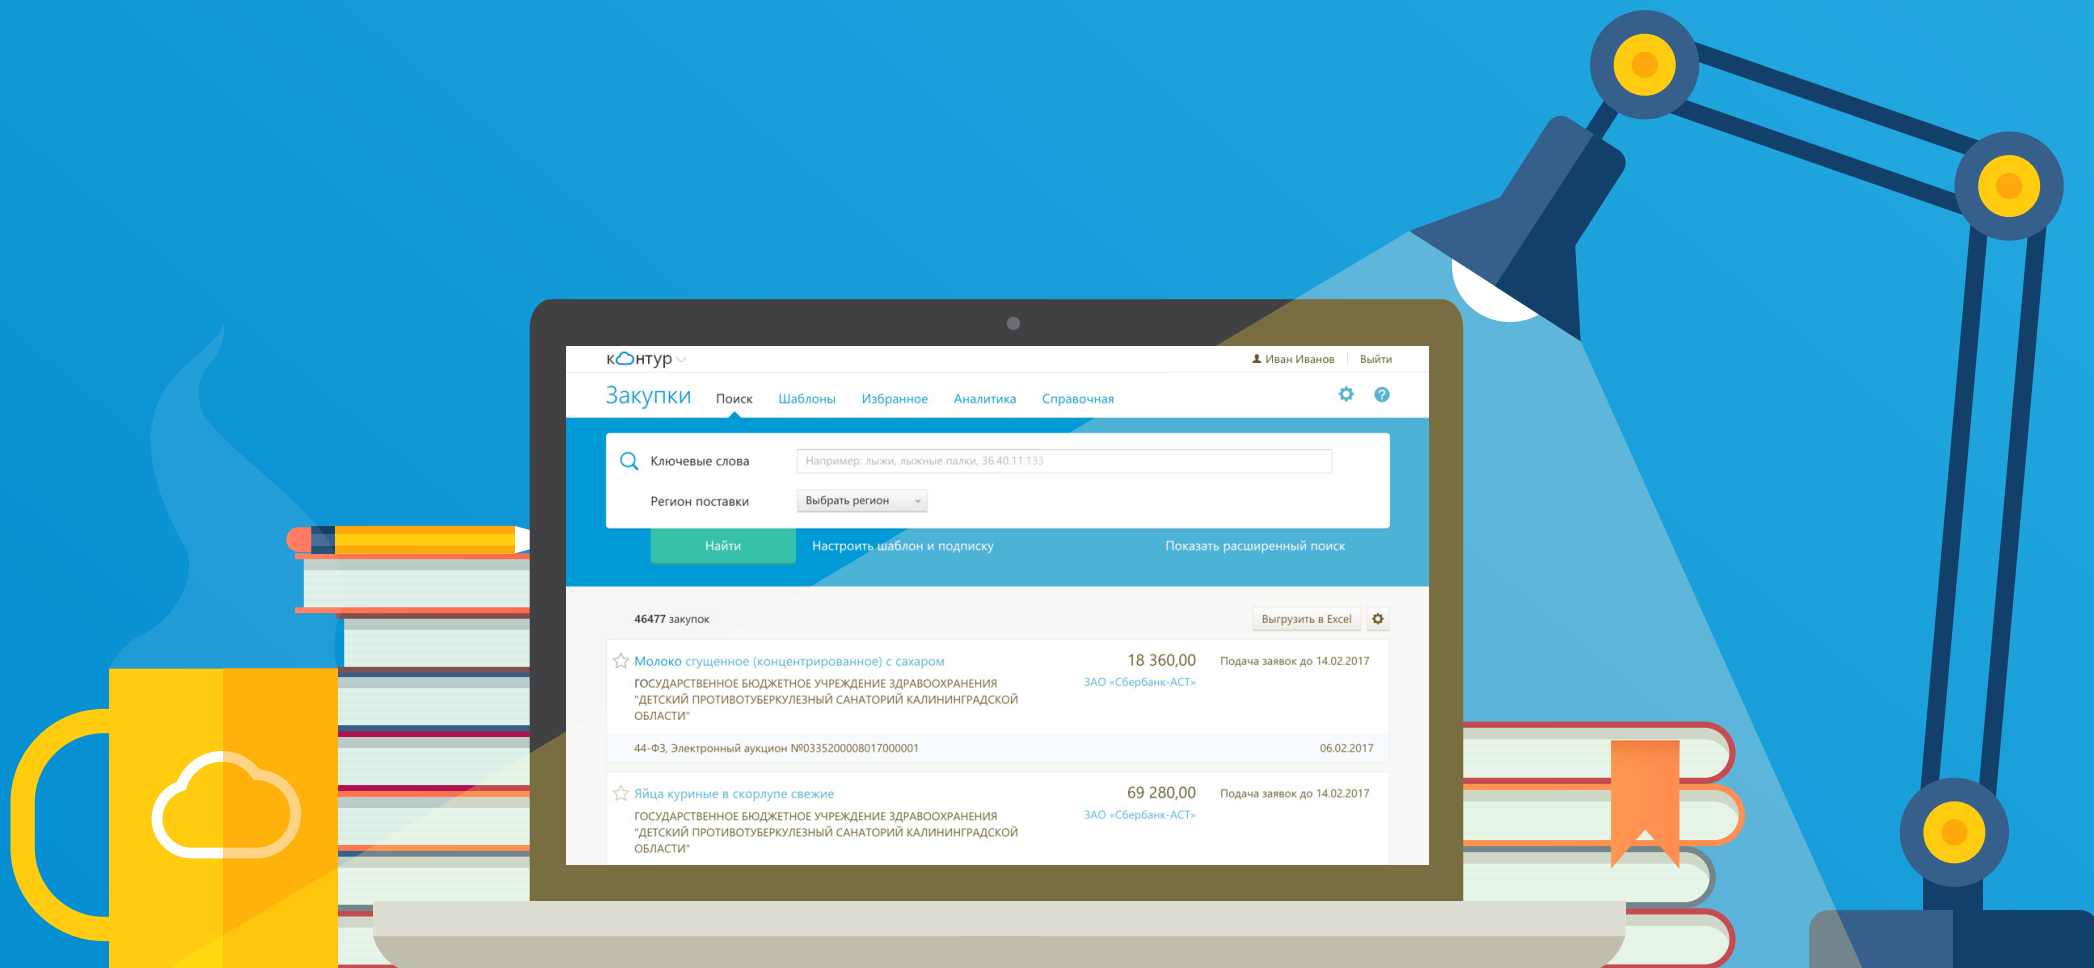 контур
Иван Иванов Выйти
Закупки Поиск Шаблоны Избранное Аналитика Справочная
Ключевые слова Например: лыжи, лыжные палки, 36.40.11.133
Регион поставки Выбрать регион
Найти Настроить шаблон и подписку Показать расширенный поиск
46477 закупок Выгрузить в Excel
Молоко сгущенное (концентрированное) с сахаром 18 360,00 Подача заявок до 14.02.2017
ГОСУДАРСТВЕННОЕ БЮДЖЕТНОЕ УЧРЕЖДЕНИЕ ЗДРАВООХРАНЕНИЯ ЗАО «Сбербанк-АСТ»
"ДЕТСКИЙ ПРОТИВОТУБЕРКУЛЕЗНЫЙ САНАТОРИЙ КАЛИНИНГРАДСКОЙ
ОБЛАСТИ"
44-ФЗ, Электронный аукцион №0335200008017000001 06.02.2017
Яйца куриные в скорлупе свежие 69 280,00 Подача заявок до 14.02.2017
ГОСУДАРСТВЕННОЕ БЮДЖЕТНОЕ УЧРЕЖДЕНИЕ ЗДРАВООХРАНЕНИЯ ЗАО «Сбербанк-АСТ»
"ДЕТСКИЙ ПРОТИВОТУБЕРКУЛЕЗНЫЙ САНАТОРИЙ КАЛИНИНГРАДСКОЙ
ОБЛАСТИ"